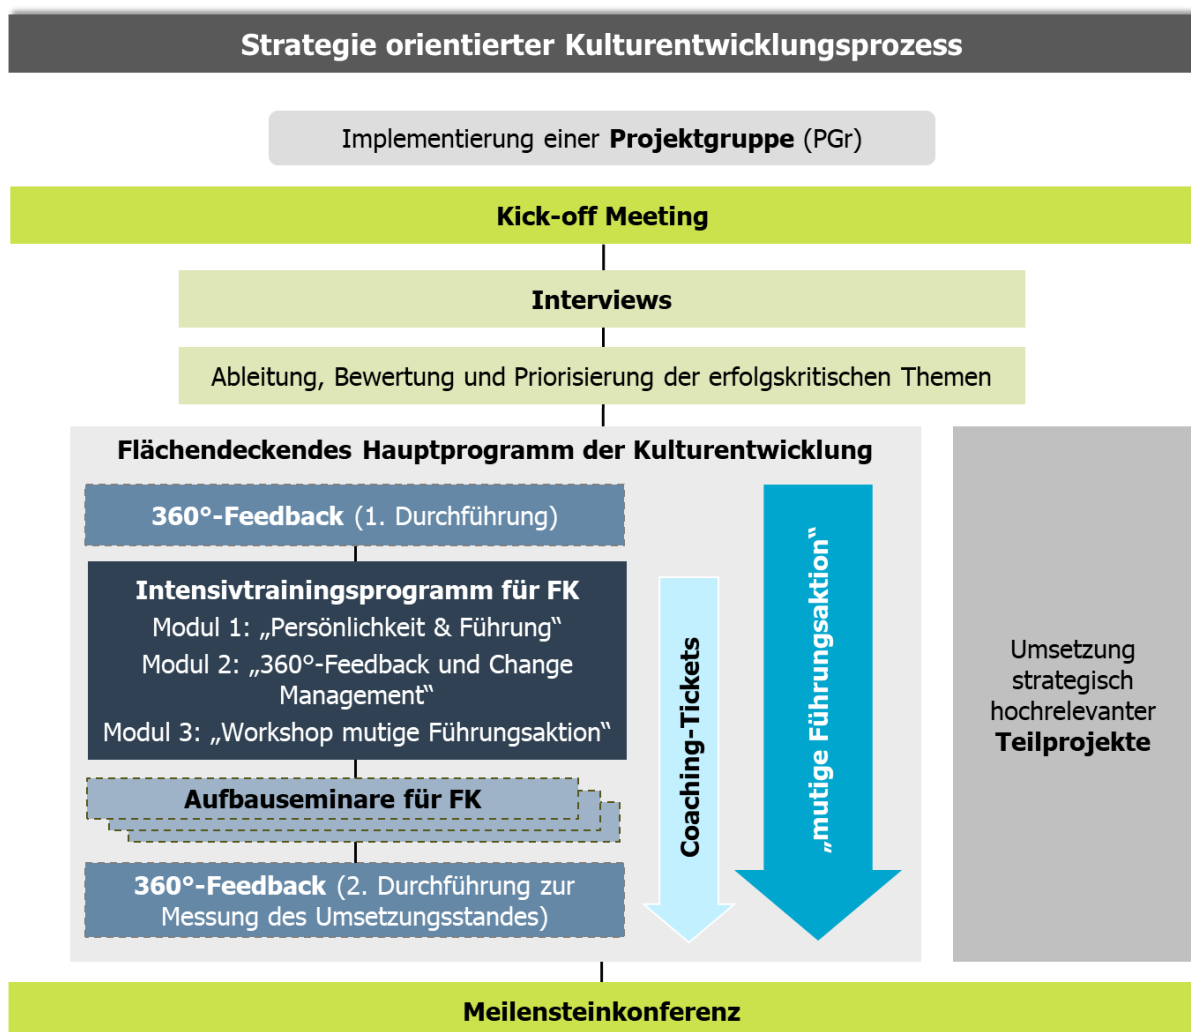 Strategie orientierter Kulturentwicklungsprozess
Implementierung einer Projektgruppe (PGr)
Kick-off Meeting
Interviews
Ableitung, Bewertung und Priorisierung der erfolgskritischen Themen
Flächendeckendes Hauptprogramm der Kulturentwicklung
360°-Feedback (1. Durchführung)
Intensivtrainingsprogramm für FK
Modul 1: „Persönlichkeit & Führung“
Modul 2: „360°-Feedback und Change
Management“
Modul 3: „Workshop mutige Führungsaktion“
Aufbauseminare für FK
360°-Feedback (2. Durchführung zur
Messung des Umsetzungsstandes)
Coaching-Tickets
„mutige Führungsaktion“
Umsetzung
strategisch
hochrelevanter
Teilprojekte
Meilensteinkonferenz